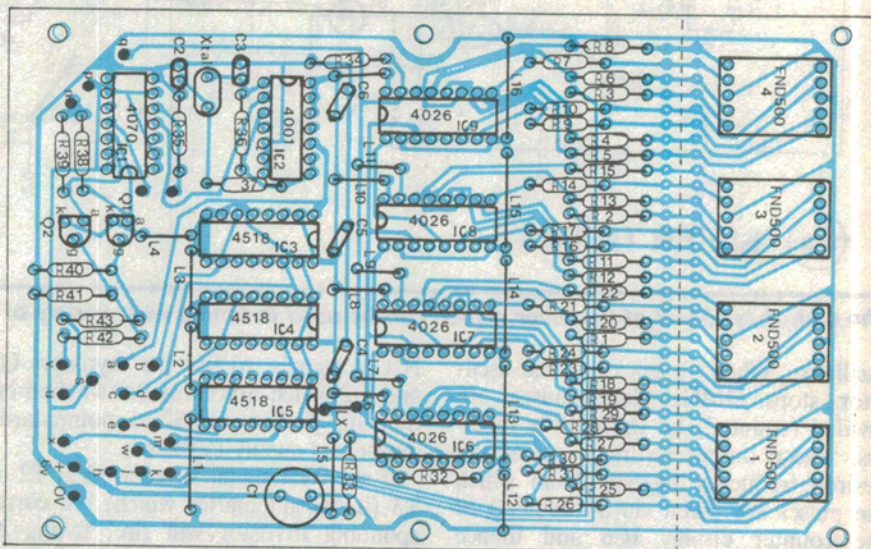 C2
Xtal
C3
R34
R8
R7
R6
R3
R10
R9
R4
R5
R15
R14
R13
R2
R17
R16
R11
R12
R22
R21
R20
R1
R24
R23
R18
R19
R29
R28
R27
R30
R31
R25
R26
FND500
4
FND500
3
FND500
2
FND500
1
q
p
n
4070
IC1
R35
R36
4001
IC2
37
R39
R38
C6
4026
IC9
L16
L11
L10
Q2
k
a
g
Q1
k
a
g
L4
4518
IC3
C5
4026
IC8
L15
L9
L8
R40
R41
R43
R42
L3
4518
IC4
4026
IC7
L14
L2
C4
L7
L6
LX
4518
IC5
4026
IC6
L13
v
s
u
x
a
b
c
d
e
f
m
w
h
j
k
6v
+
0V
L1
C1
L5
R33
R32
L12